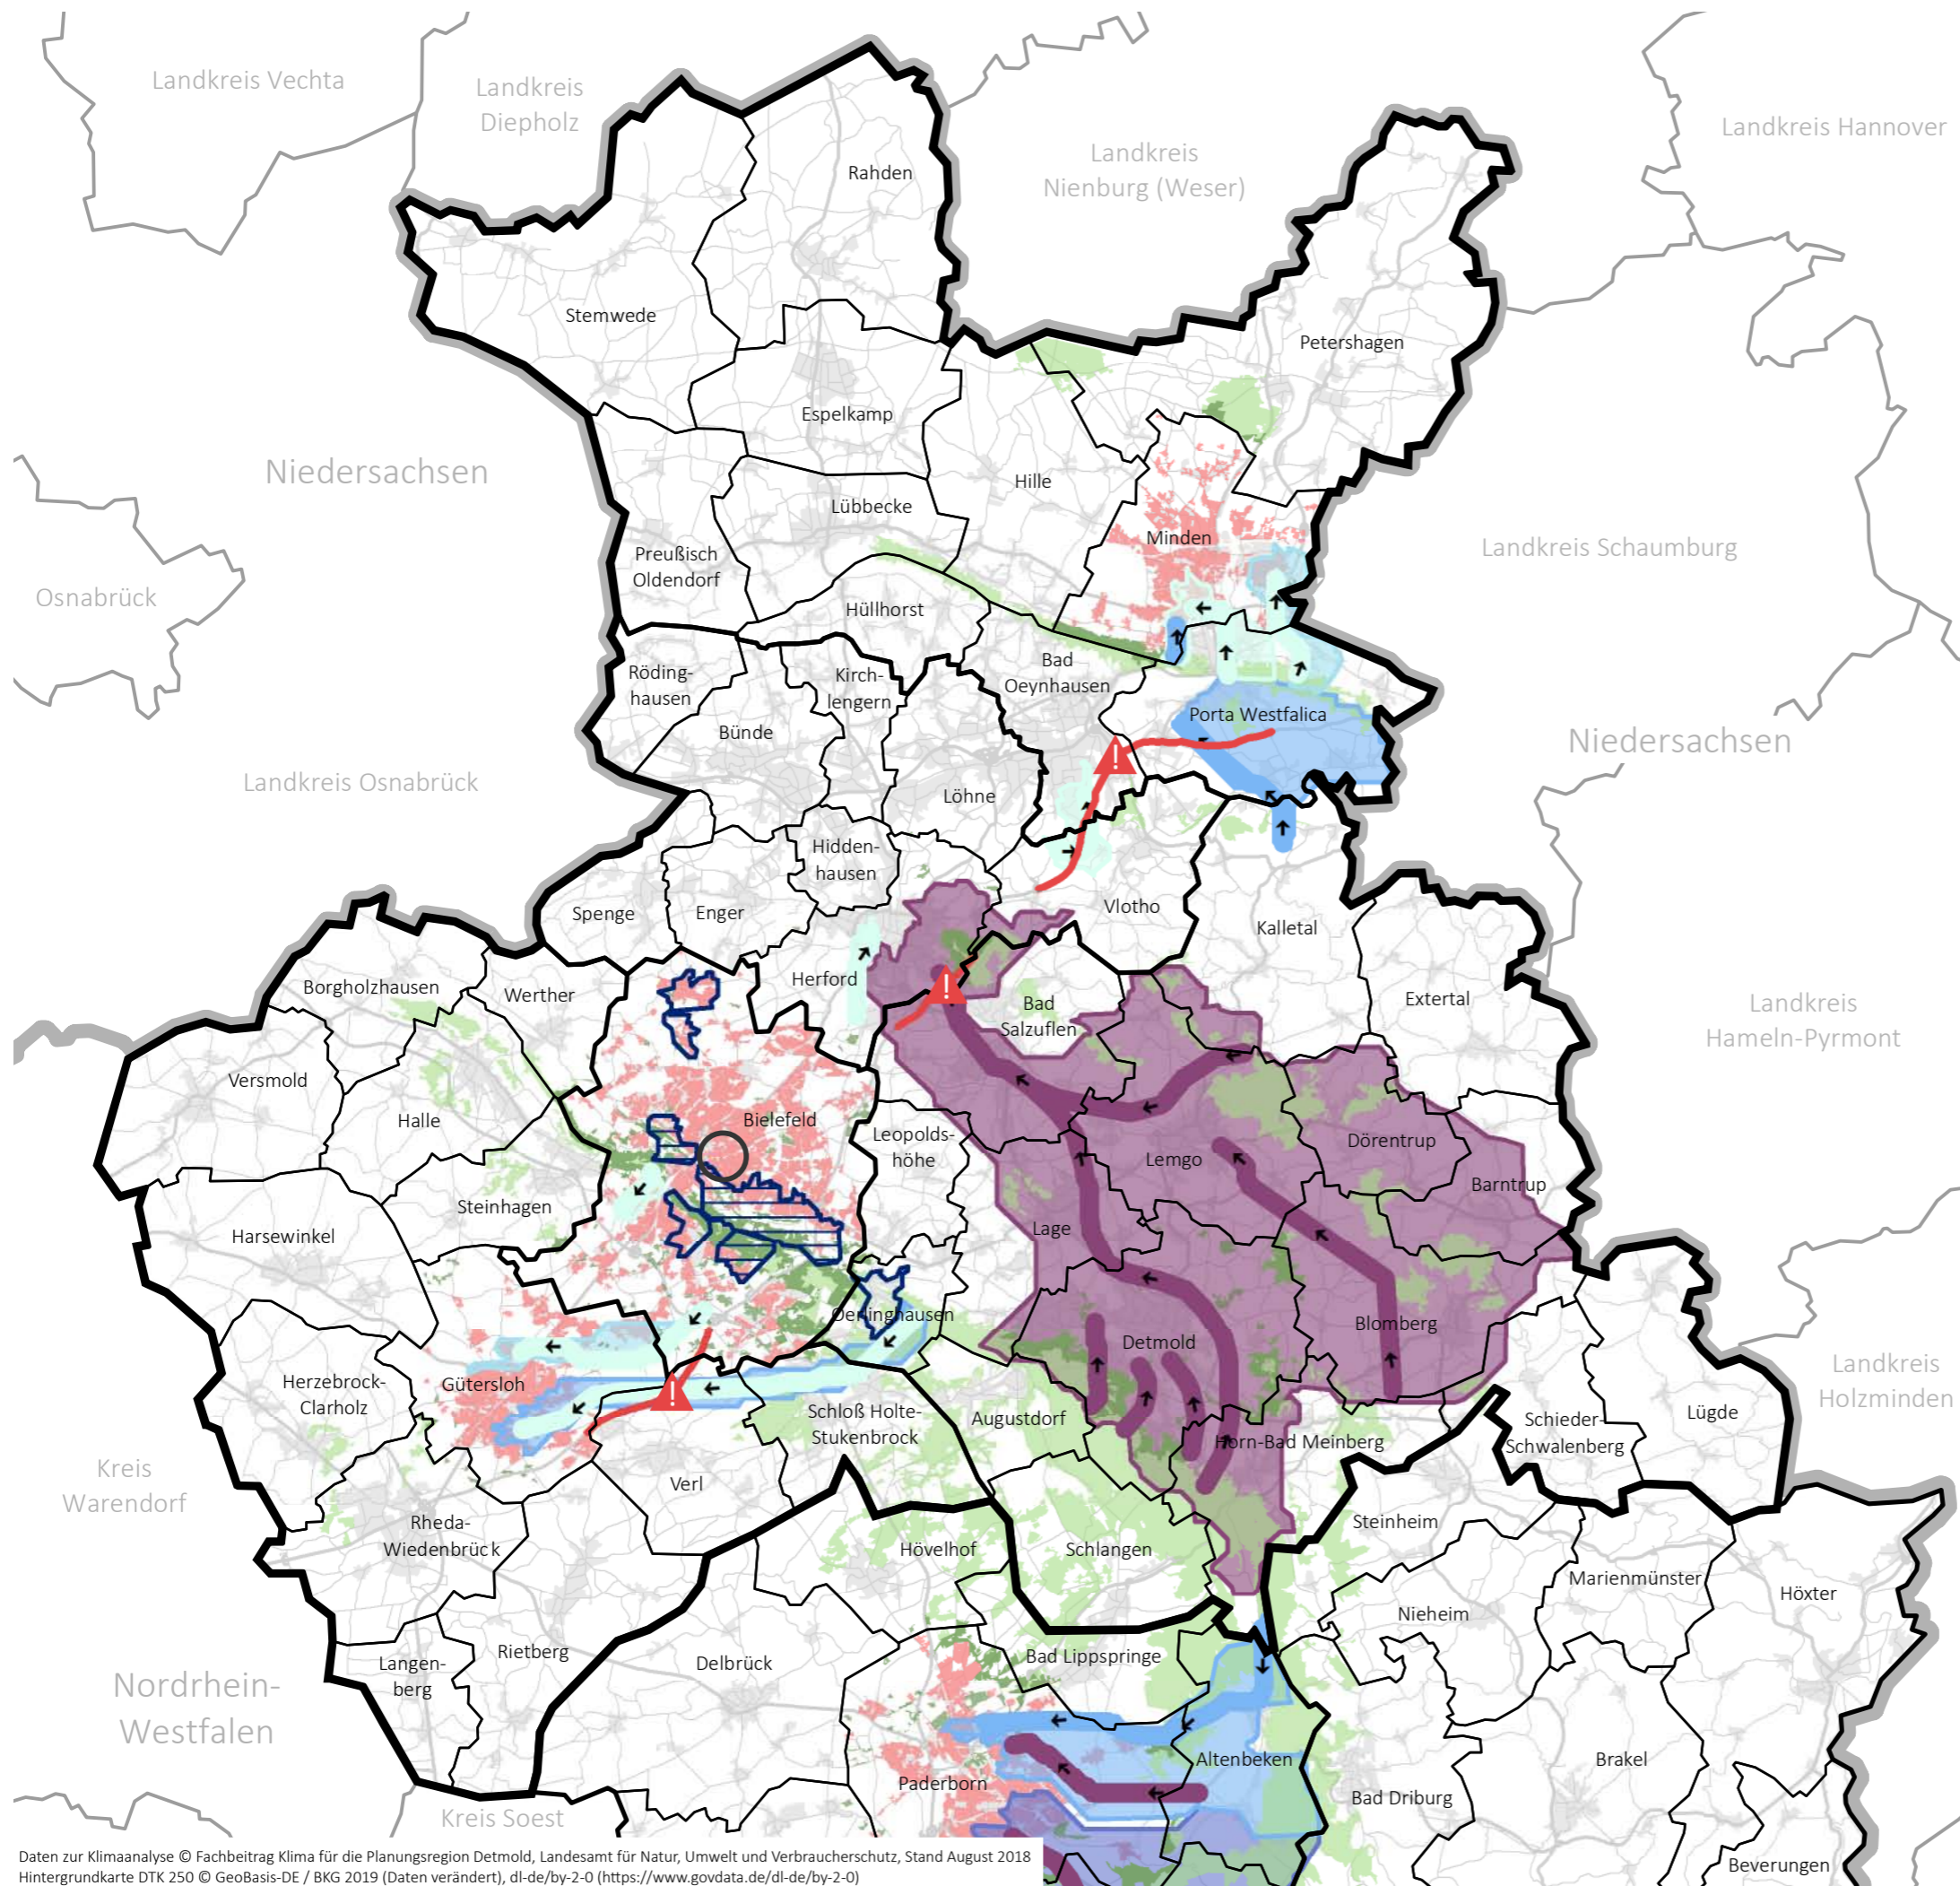 Landkreis Vechta
Landkreis
Diepholz
Landkreis
Nienburg (Weser)
Landkreis Hannover
Rahden
Stemwede
Petershagen
Espelkamp
Niedersachsen
Hille
Lübbecke
Minden
Landkreis Schaumburg
Preußisch
Oldendorf
Osnabrück
Hüllhorst
Röding-
hausen
Kirch-
lengern
Bad
Oeynhausen
Porta Westfalica
Bünde
Niedersachsen
Landkreis Osnabrück
Löhne
Hidden-
hausen
Spenge
Enger
Vlotho
Kalletal
Herford
Borgholzhausen
Werther
Bad
Salzuflen
Extertal
Landkreis
Hameln-Pyrmont
Versmold
Halle
Bielefeld
Leopolds-
höhe
Lemgo
Dörentrup
Barntrup
Steinhagen
Harsewinkel
Lage
Oerlinghausen
Detmold
Blomberg
Herzebrock-
Clarholz
Gütersloh
Landkreis
Holzminden
Schloß Holte-
Stukenbrock
Augustdorf
Horn-Bad Meinberg
Schieder-
Schwalenberg
Lügde
Kreis
Warendorf
Verl
Rheda-
Wiedenbrück
Hövelhof
Schlangen
Steinheim
Marienmünster
Höxter
Nieheim
Rietberg
Langen-
berg
Delbrück
Bad Lippspringe
Nordrhein-
Westfalen
Altenbeken
Brakel
Paderborn
Bad Driburg
Kreis Soest
Beverungen
Daten zur Klimaanalyse © Fachbeitrag Klima für die Planungsregion Detmold, Landesamt für Natur, Umwelt und Verbraucherschutz, Stand August 2018
Hintergrundkarte DTK 250 © GeoBasis-DE / BKG 2019 (Daten verändert), dl-de/by-2-0 (https://www.govdata.de/dl-de/by-2-0)